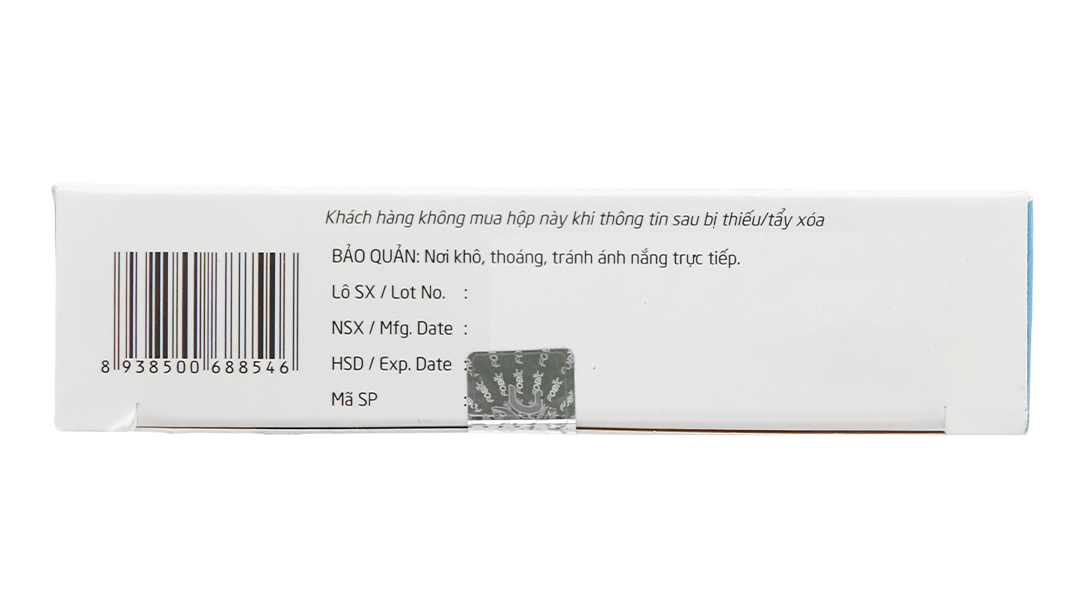 Khách hàng không mua hộp này khi thông tin sau bị thiếu/tẩy xóa
BẢO QUẢN: Nơi khô, thoáng, tránh ánh nắng trực tiếp.
Lô SX / Lot No. :
NSX / Mfg. Date :
HSD / Exp. Date :
Mã SP :
8 938500 688546
FOBIC